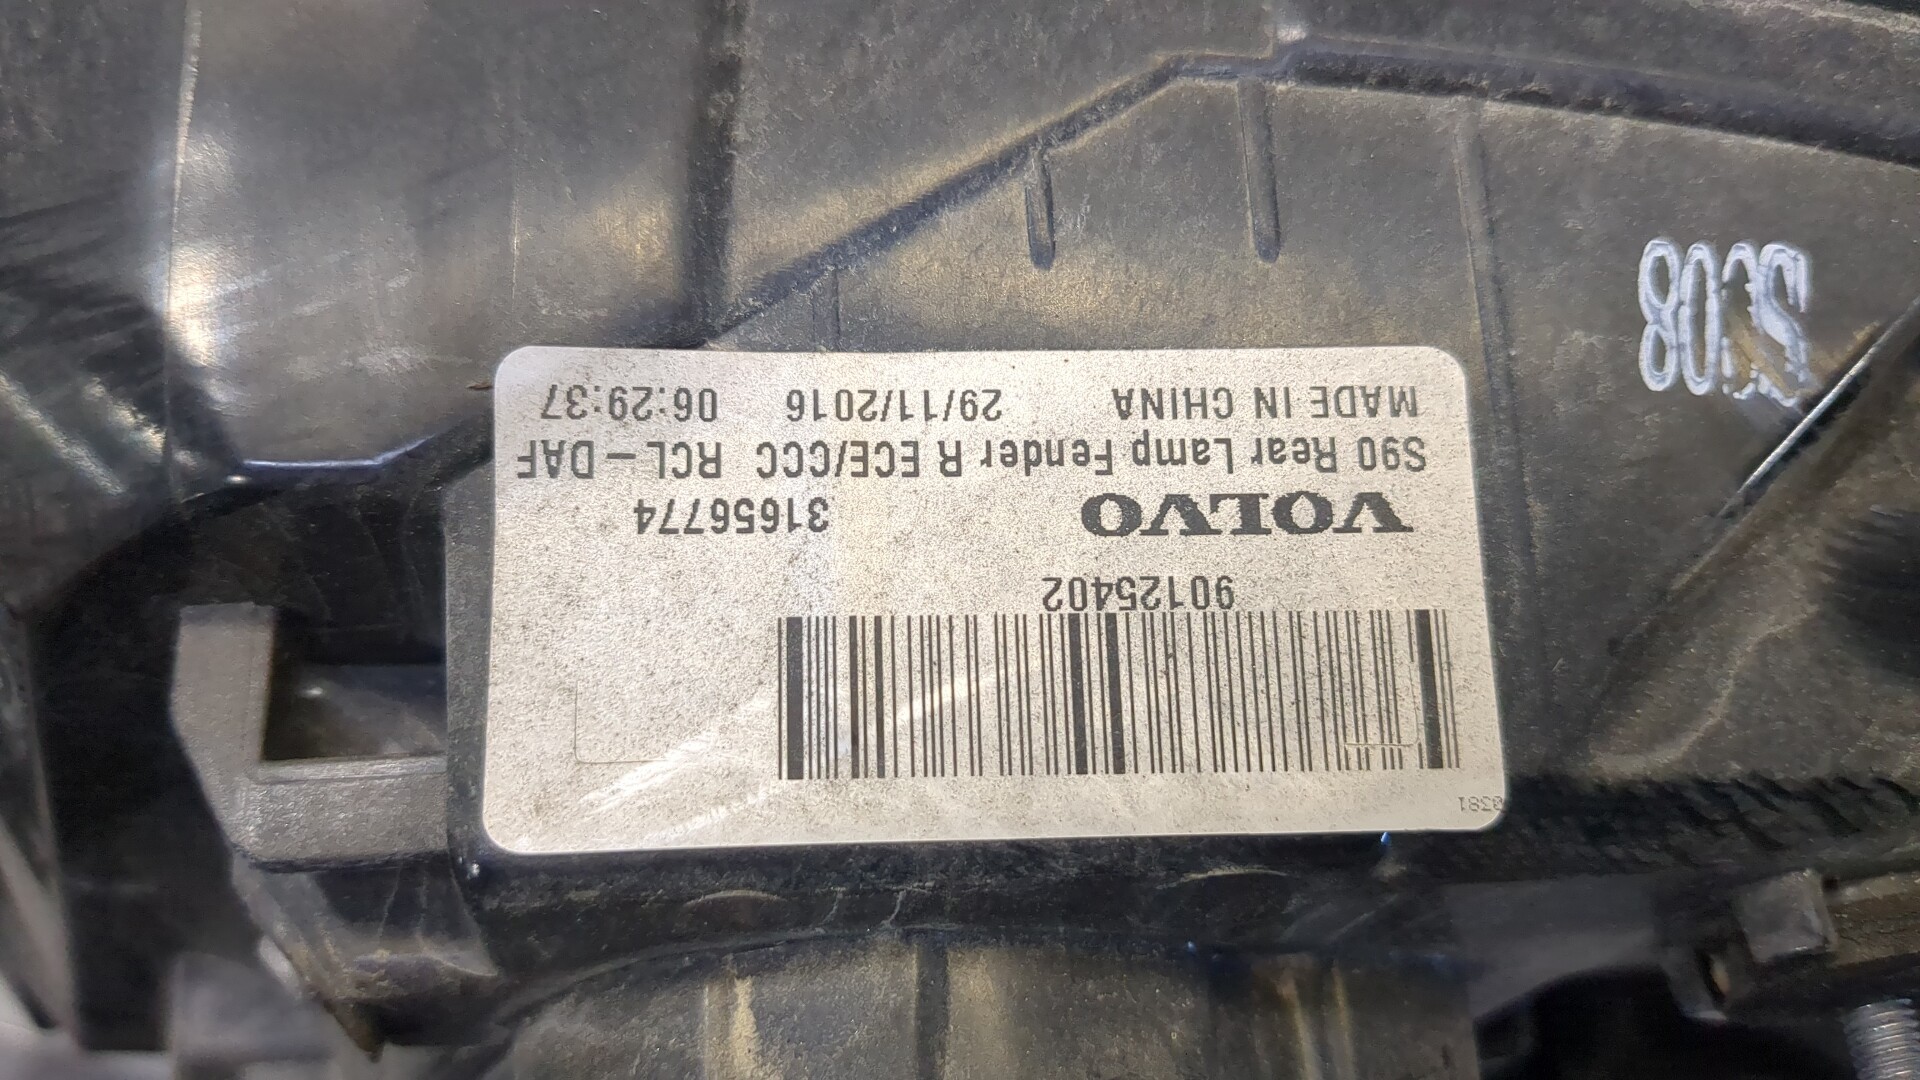 90125402
VOLVO 31656774
S90 Rear Lamp Fender R ECE/CCC RCL-DAF
MADE IN CHINA 29/11/2016 06:29:37